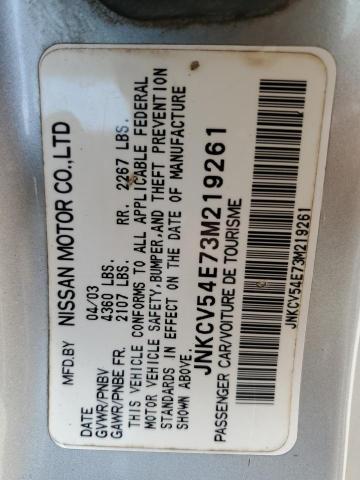 MFD.BY NISSAN MOTOR CO.,LTD
DATE 04/03
GVWR/PNBV 4360 LBS.
GAWR/PNBE FR. 2107 LBS. RR. 2267 LBS.
THIS VEHICLE CONFORMS TO ALL APPLICABLE FEDERAL
MOTOR VEHICLE SAFETY,BUMPER,AND THEFT PREVENTION
STANDARDS IN EFFECT ON THE DATE OF MANUFACTURE
SHOWN ABOVE.
JNKCV54E73M219261
PASSENGER CAR/VOITURE DE TOURISME
JNKCV54E73M219261